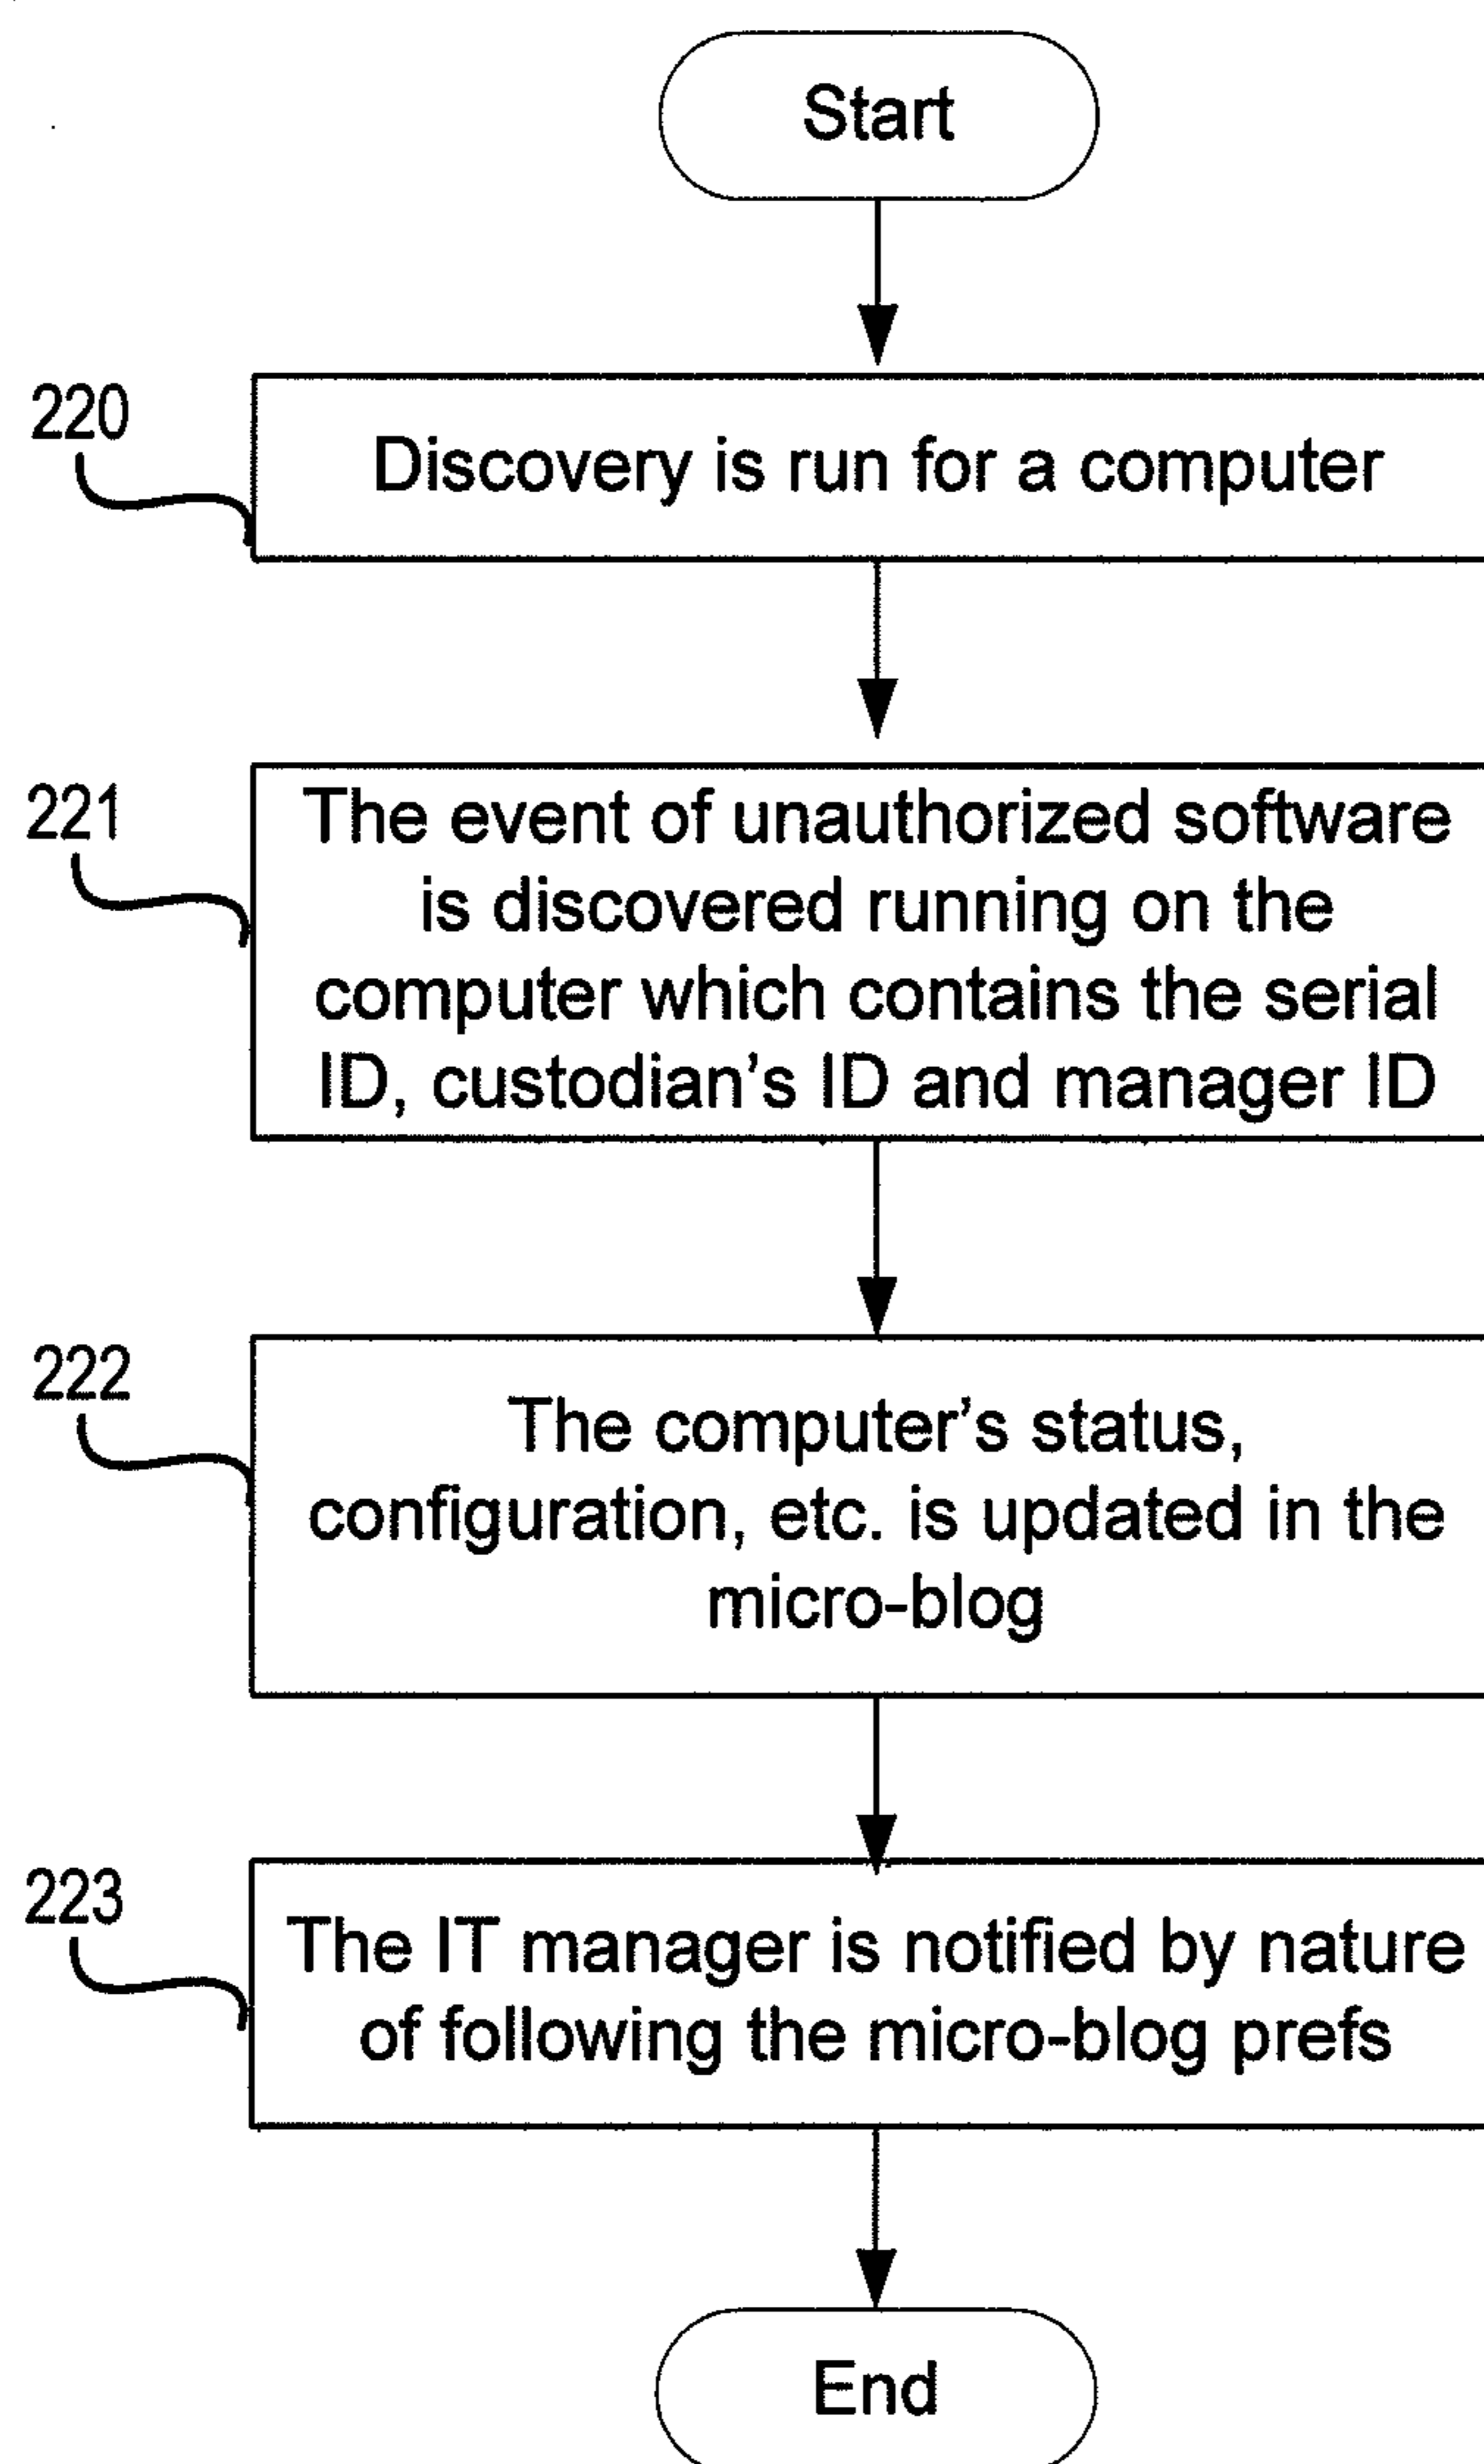 Start
220
Discovery is run for a computer
221
The event of unauthorized software
is discovered running on the
computer which contains the serial
ID, custodian's ID and manager ID
222
The computer's status,
configuration, etc. is updated in the
micro-blog
223
The IT manager is notified by nature
of following the micro-blog prefs
End